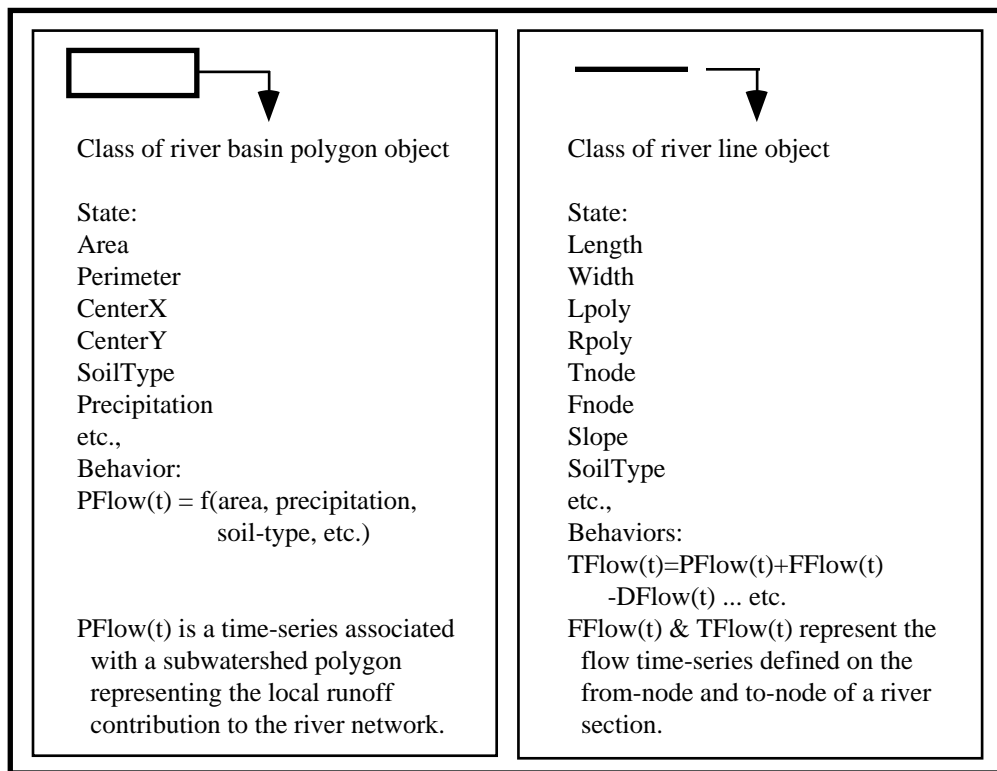 Class of river basin polygon object
State:
Area
Perimeter
CenterX
CenterY
SoilType
Precipitation
etc.,
Behavior:
PFlow(t) = f(area, precipitation,
soil-type, etc.)
PFlow(t) is a time-series associated
with a subwatershed polygon
representing the local runoff
contribution to the river network.
Class of river line object
State:
Length
Width
Lpoly
Rpoly
Tnode
Fnode
Slope
SoilType
etc.,
Behaviors:
TFlow(t)=PFlow(t)+FFlow(t)
-DFlow(t) ... etc.
FFlow(t) & TFlow(t) represent the
flow time-series defined on the
from-node and to-node of a river
section.